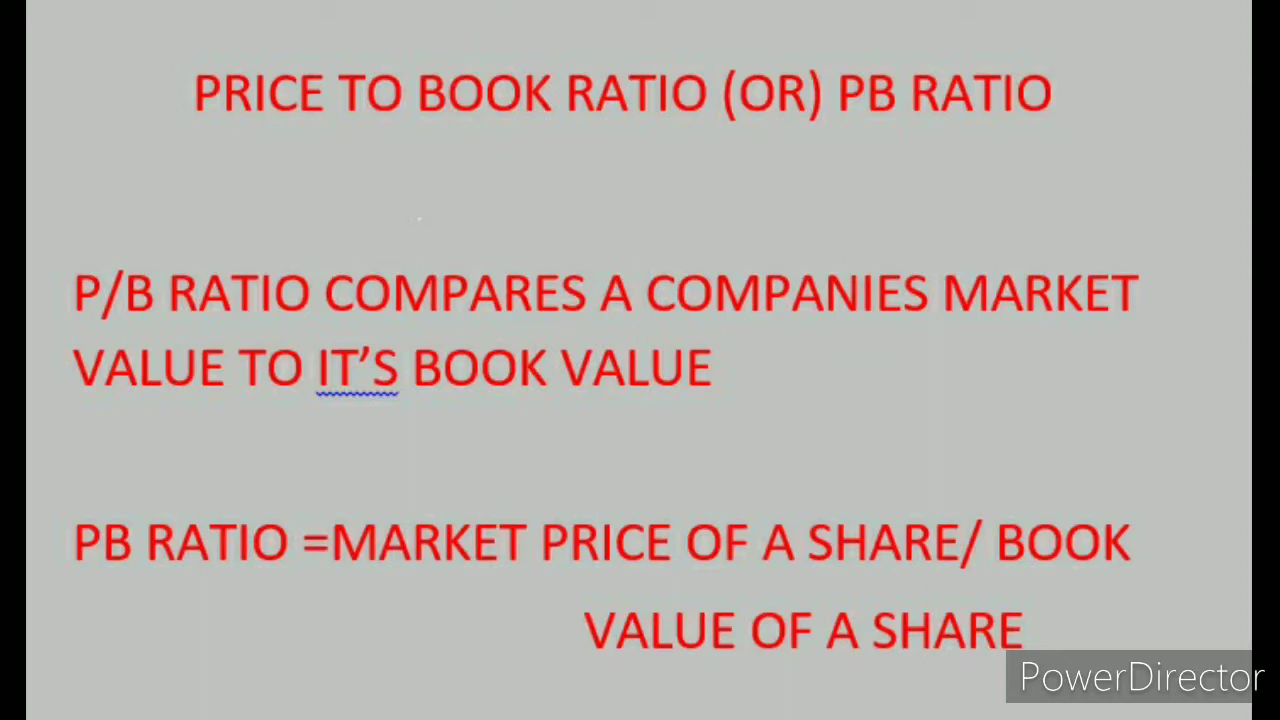 PRICE TO BOOK RATIO (OR) PB RATIO
P/B RATIO COMPARES A COMPANIES MARKET
VALUE TO IT’S BOOK VALUE
PB RATIO =MARKET PRICE OF A SHARE/ BOOK
VALUE OF A SHARE
PowerDirector